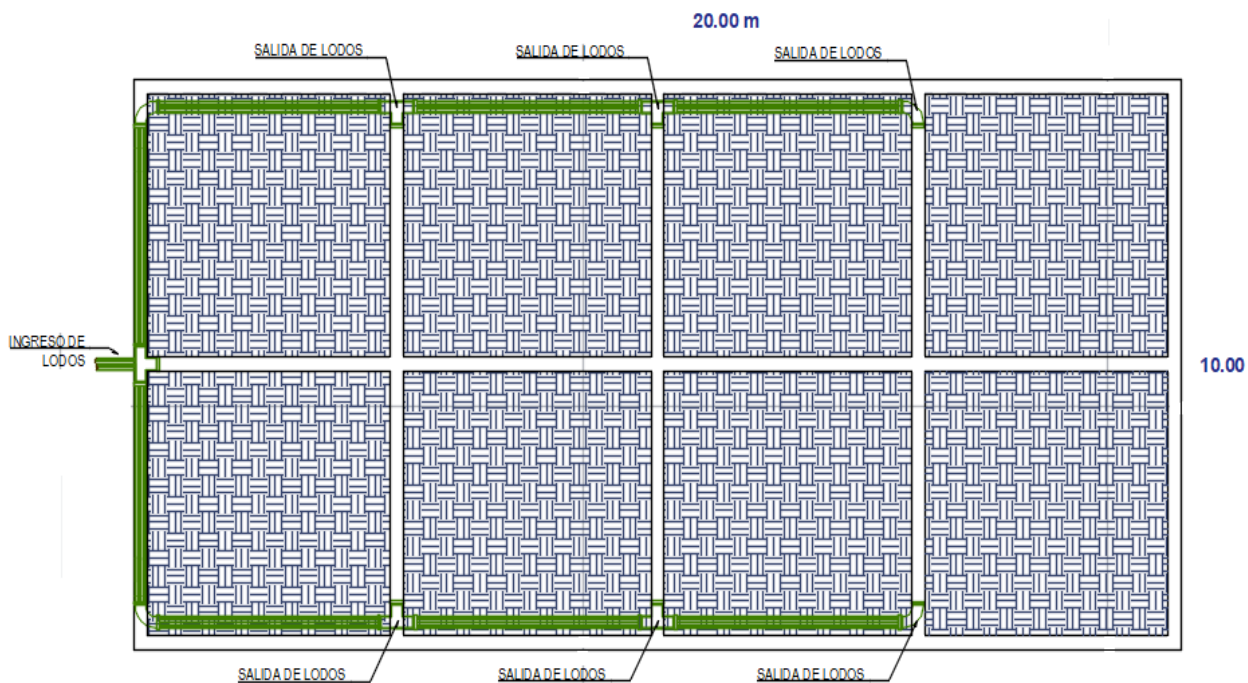 20.00 m
SALIDA DE LODOS
SALIDA DE LODOS
SALIDA DE LODOS
INGRESO DE
LODOS
10.00
SALIDA DE LODOS
SALIDA DE LODOS
SALIDA DE LODOS